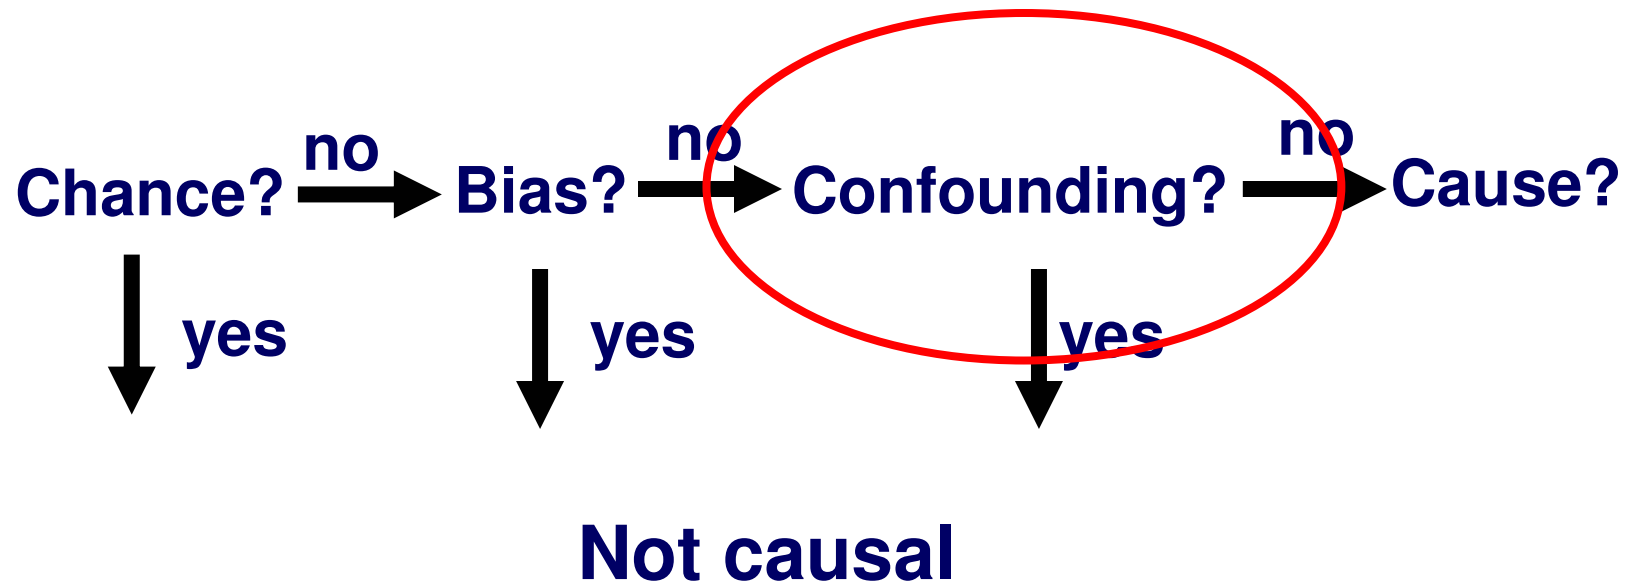 no no no
Chance? Bias? Confounding? Cause?
yes yes yes
Not causal